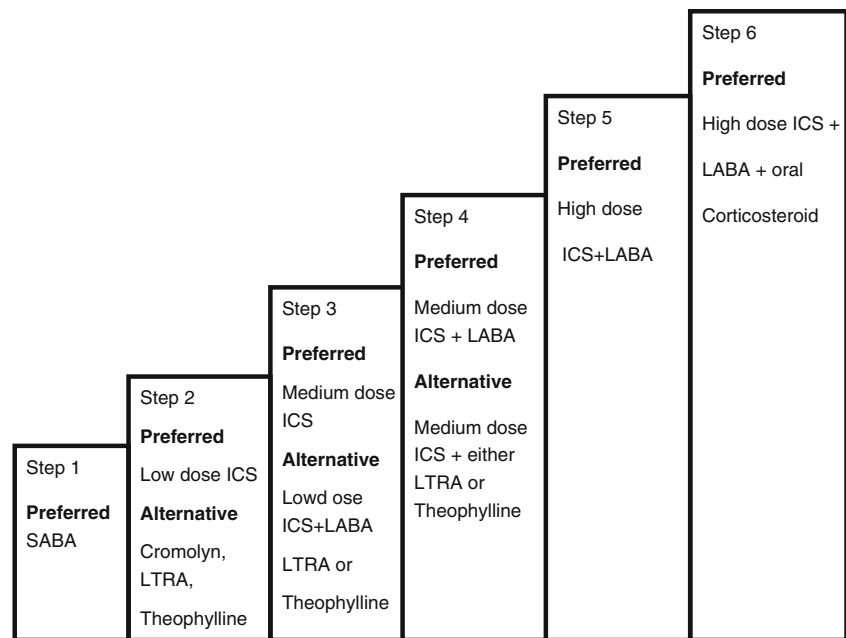 Step 1
Preferred
SABA
Step 2
Preferred
Low dose ICS
Alternative
Cromolyn,
LTRA,
Theophylline
Step 3
Preferred
Medium dose
ICS
Alternative
Lowd ose
ICS+LABA
LTRA or
Theophylline
Step 4
Preferred
Medium dose
ICS + LABA
Alternative
Medium dose
ICS + either
LTRA or
Theophylline
Step 5
Preferred
High dose
ICS+LABA
Step 6
Preferred
High dose ICS +
LABA + oral
Corticosteroid